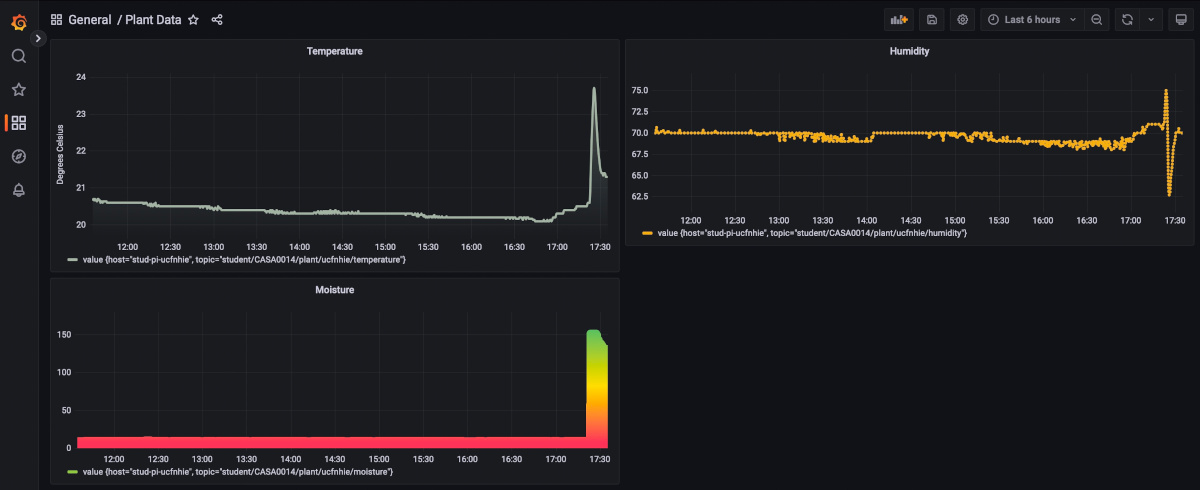 General / Plant Data
Last 6 hours
Temperature
Degrees Celsius
24
23
22
21
20
12:00 12:30 13:00 13:30 14:00 14:30 15:00 15:30 16:00 16:30 17:00 17:30
value {host="stud-pi-ucfnhie", topic="student/CASA0014/plant/ucfnhie/temperature"}
Humidity
75.0
72.5
70.0
67.5
65.0
62.5
12:00 12:30 13:00 13:30 14:00 14:30 15:00 15:30 16:00 16:30 17:00 17:30
value {host="stud-pi-ucfnhie", topic="student/CASA0014/plant/ucfnhie/humidity"}
Moisture
150
100
50
0
12:00 12:30 13:00 13:30 14:00 14:30 15:00 15:30 16:00 16:30 17:00 17:30
value {host="stud-pi-ucfnhie", topic="student/CASA0014/plant/ucfnhie/moisture"}